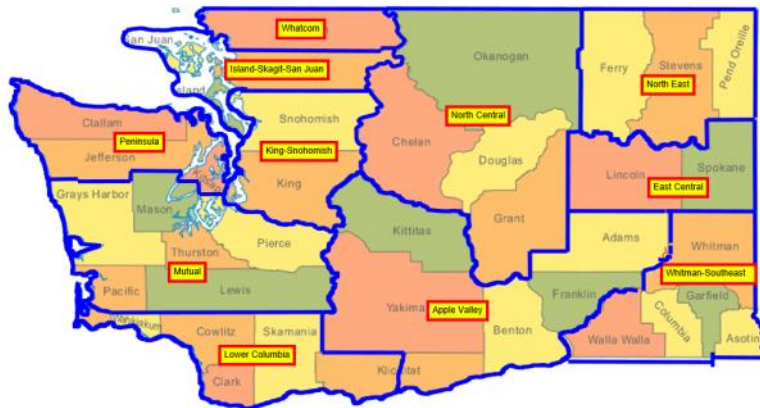 Whatcom
San Juan
Okanogan
Island-Skagit-San Juan
Ferry
Stevens
Pend Oreille
North East
Island
Snohomish
North Central
Clallam
Peninsula
King-Snohomish
Chelan
Jefferson
Kitsap
Douglas
Lincoln
Spokane
King
East Central
Grays Harbor
Mason
Grant
Kittitas
Adams
Whitman
Thurston
Pierce
Mutual
Whitman-Southeast
Pacific
Lewis
Yakima
Apple Valley
Franklin
Garfield
Benton
Columbia
Wahkiakum
Cowlitz
Skamania
Walla Walla
Asotin
Lower Columbia
Clark
Klickitat